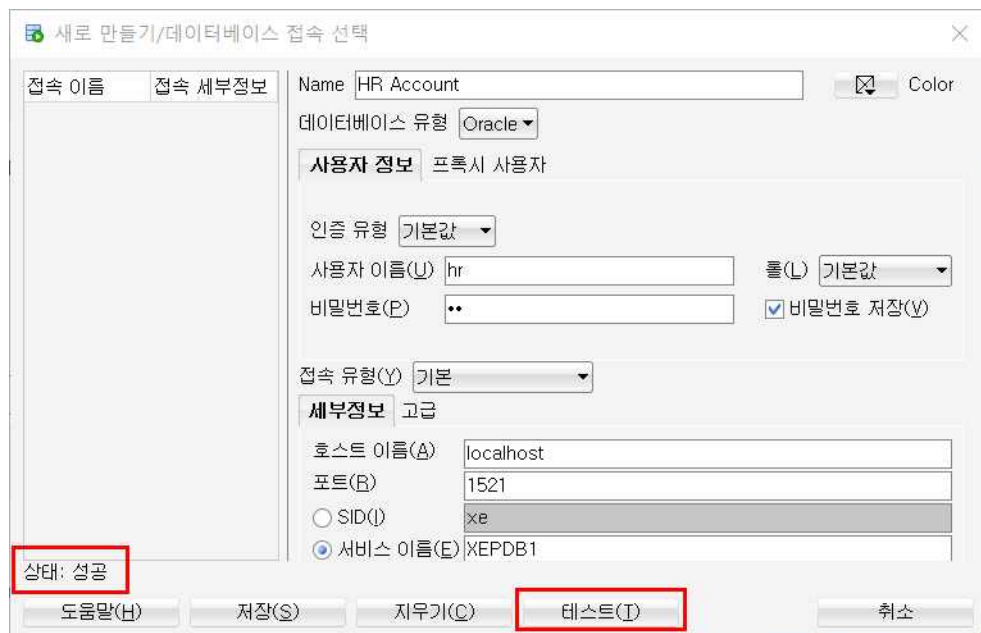 새로 만들기/데이터베이스 접속 선택
접속 이름 접속 세부정보
Name HR Account Color
데이터베이스 유형 Oracle
사용자 정보 프록시 사용자
인증 유형 기본값
사용자 이름(U) hr 롤(L) 기본값
비밀번호(P) •• 비밀번호 저장(V)
접속 유형(Y) 기본
세부정보 고급
호스트 이름(A) localhost
포트(R) 1521
SID(I) xe
서비스 이름(E) XEPDB1
상태: 성공
도움말(H) 저장(S) 지우기(C) 테스트(T) 취소